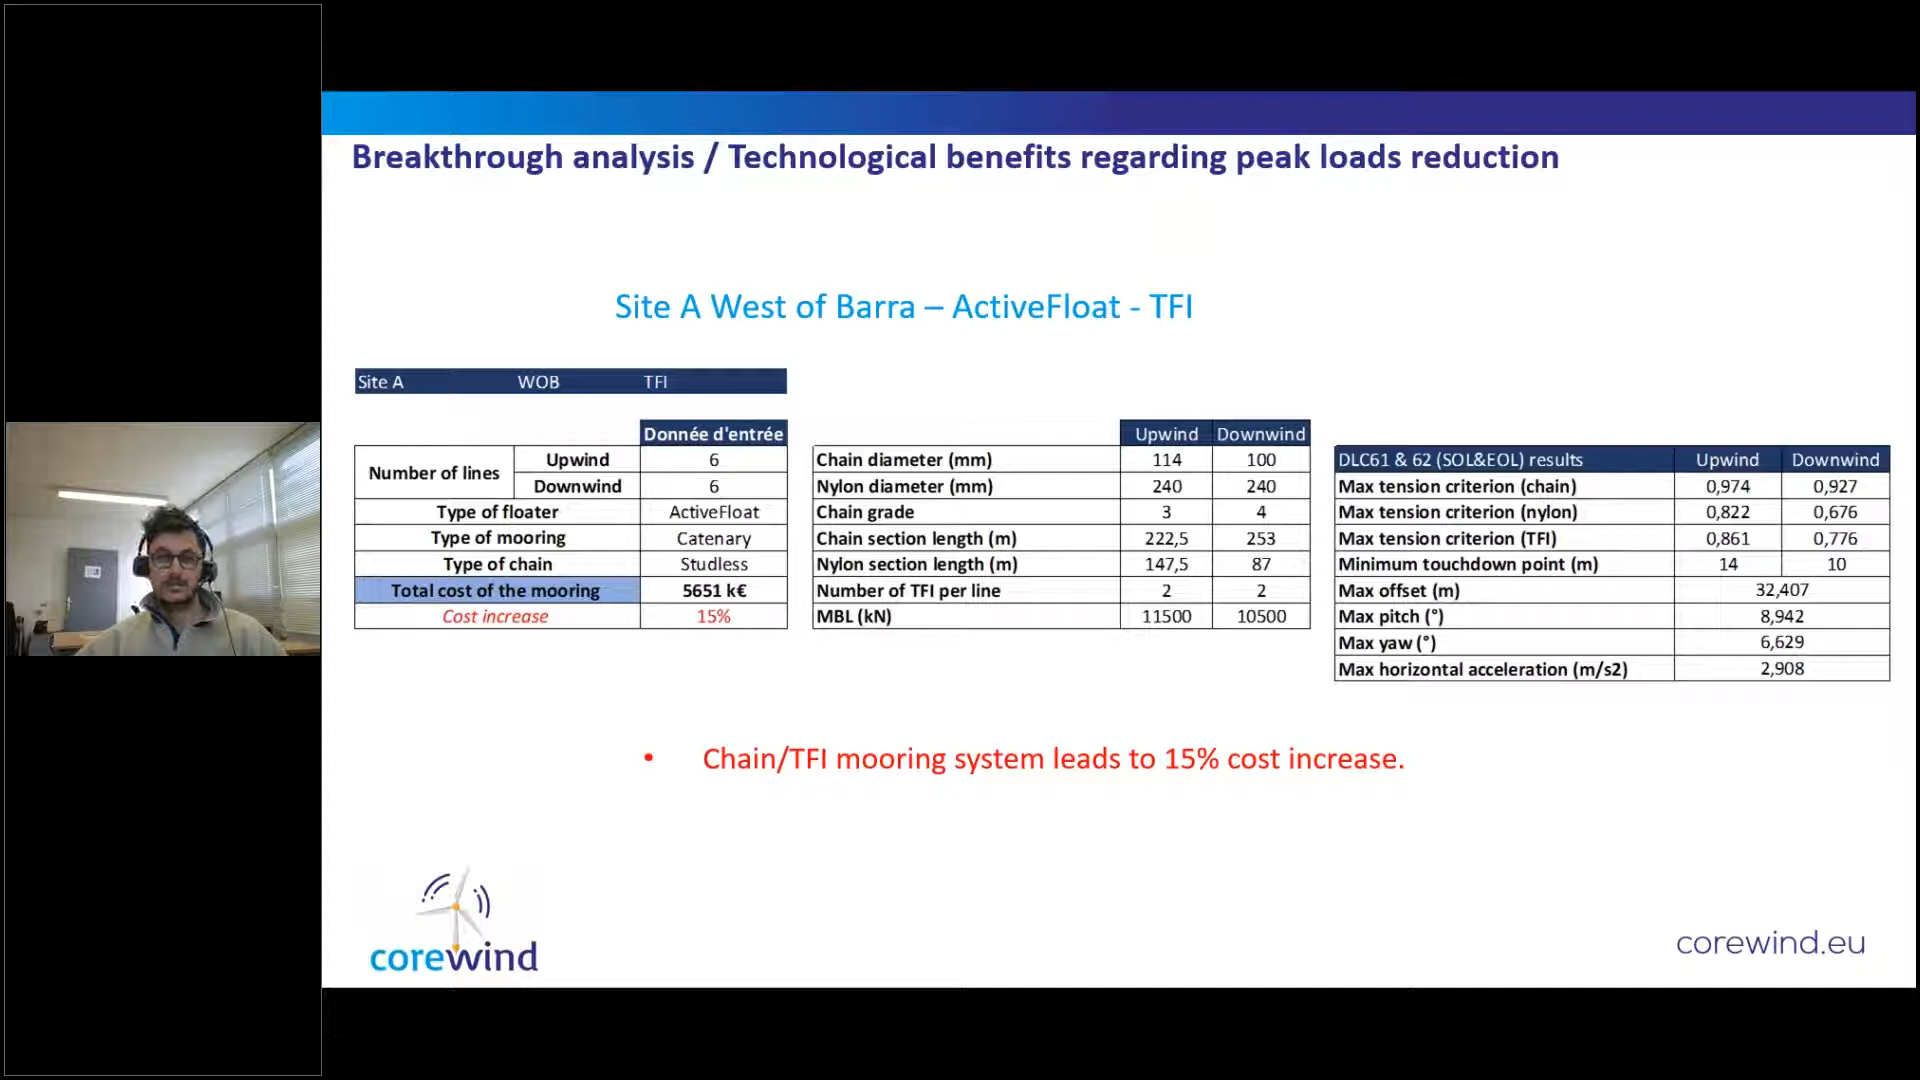 Breakthrough analysis / Technological benefits regarding peak loads reduction
Site A West of Barra – ActiveFloat - TFI
Site A WOB TFI
Donnée d'entrée
Number of lines Upwind 6
Downwind 6
Type of floater ActiveFloat
Type of mooring Catenary
Type of chain Studless
Total cost of the mooring 5651 k€
Cost increase 15%
Upwind Downwind
Chain diameter (mm) 114 100
Nylon diameter (mm) 240 240
Chain grade 3 4
Chain section length (m) 222,5 253
Nylon section length (m) 147,5 87
Number of TFI per line 2 2
MBL (kN) 11500 10500
DLC61 & 62 (SOL&EOL) results Upwind Downwind
Max tension criterion (chain) 0,974 0,927
Max tension criterion (nylon) 0,822 0,676
Max tension criterion (TFI) 0,861 0,776
Minimum touchdown point (m) 14 10
Max offset (m) 32,407
Max pitch (°) 8,942
Max yaw (°) 6,629
Max horizontal acceleration (m/s2) 2,908
• Chain/TFI mooring system leads to 15% cost increase.
corewind
corewind.eu